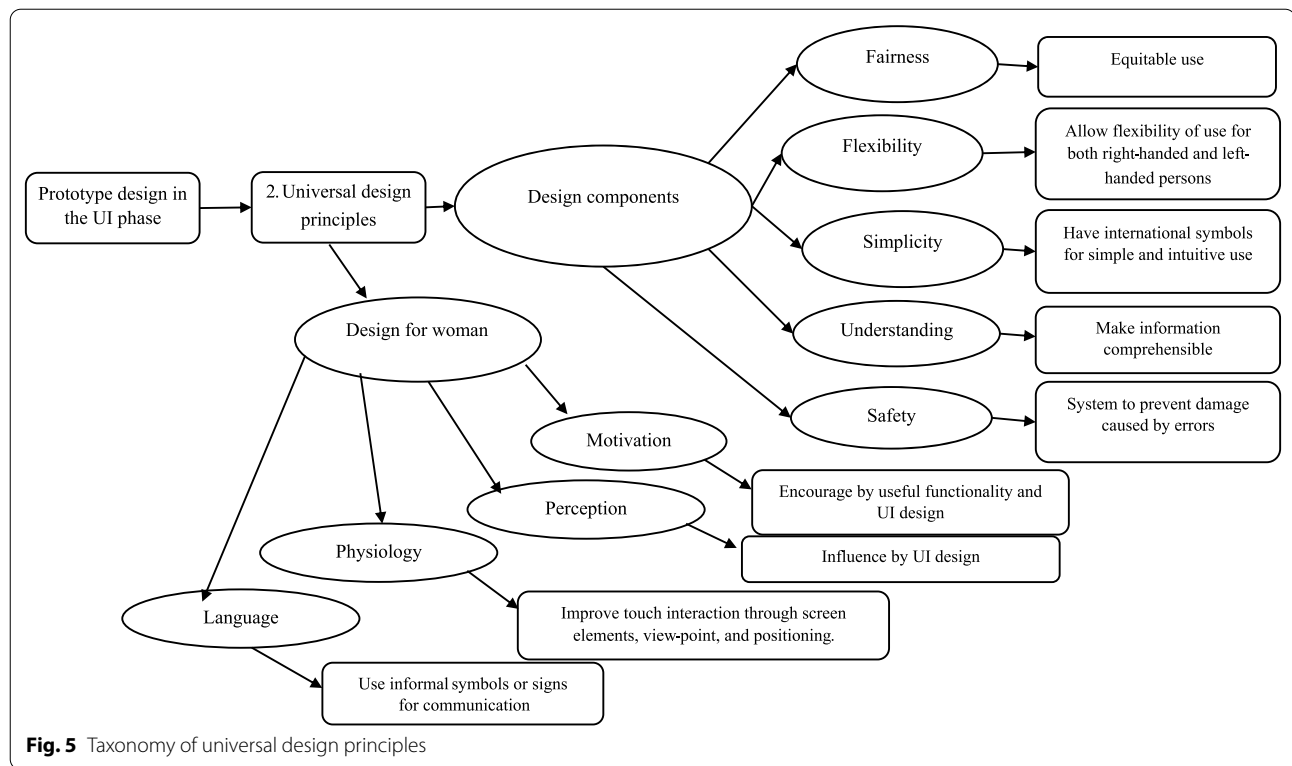 Fairness
Equitable use
Flexibility
Allow flexibility of use for
both right-handed and left-
handed persons
Prototype design in
the UI phase
2. Universal design
principles
Design components
Simplicity
Have international symbols
for simple and intuitive use
Design for woman
Understanding
Make information
comprehensible
Safety
System to prevent damage
caused by errors
Motivation
Encourage by useful functionality and
UI design
Perception
Influence by UI design
Physiology
Improve touch interaction through screen
elements, view-point, and positioning.
Language
Use informal symbols or signs
for communication
Fig. 5 Taxonomy of universal design principles